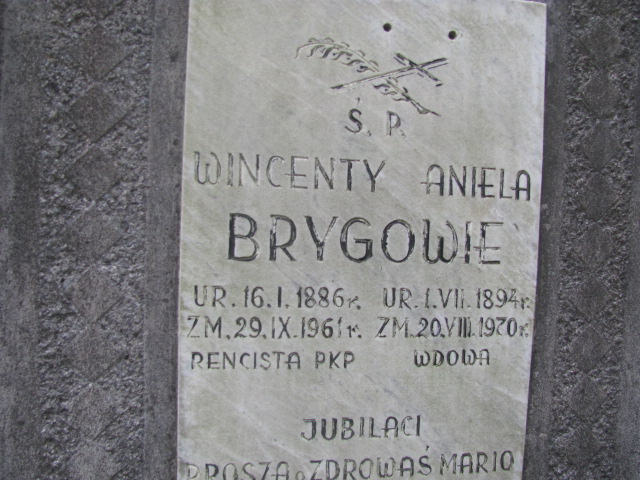 Ś. P.
WINCENTY ANIELA
BRYGOWIE
UR. 16. I. 1886 r. UR. I. VII. 1894 r.
ZM. 29. IX. 1961 r. ZM. 20. VIII. 1970 r.
RENCISTA PKP WDOWA
JUBILACI
PROSZĄ o ZDROWAŚ MARIO